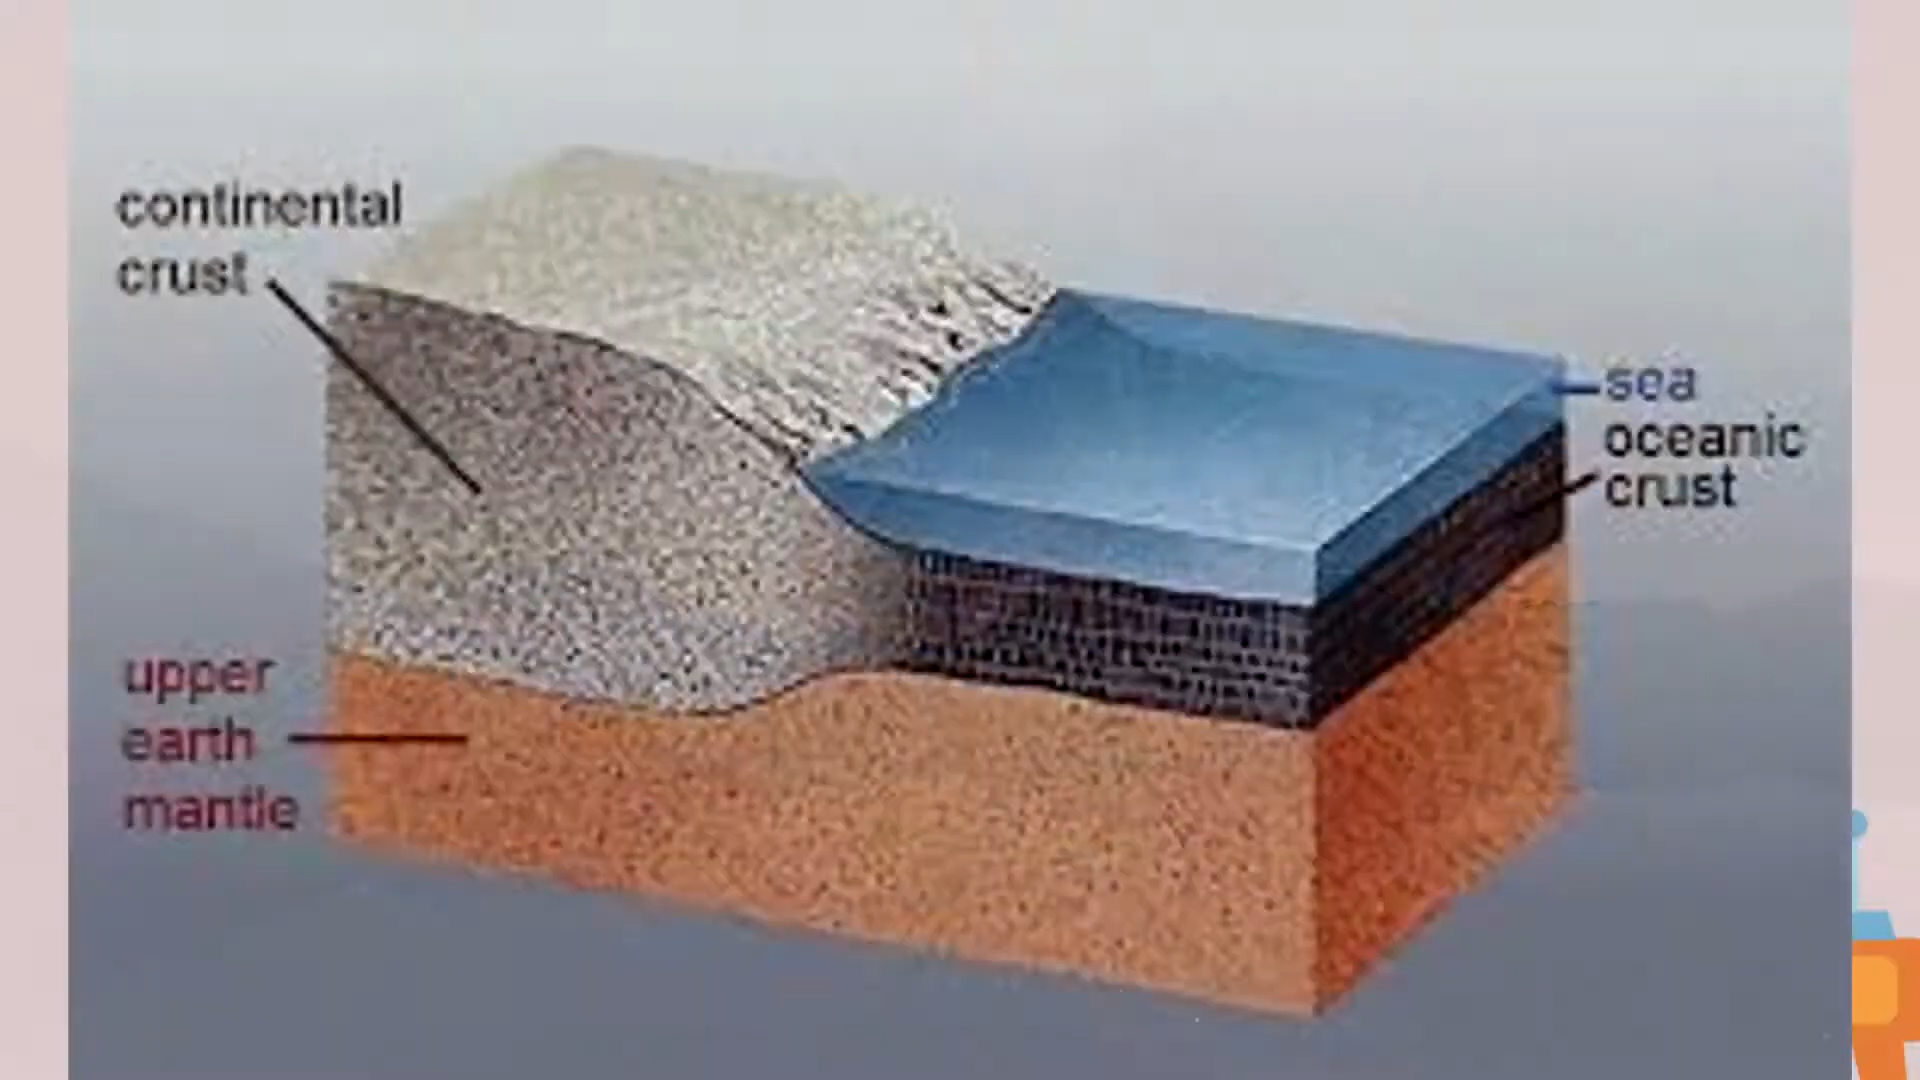 continental
crust
sea
oceanic
crust
upper
earth
mantle